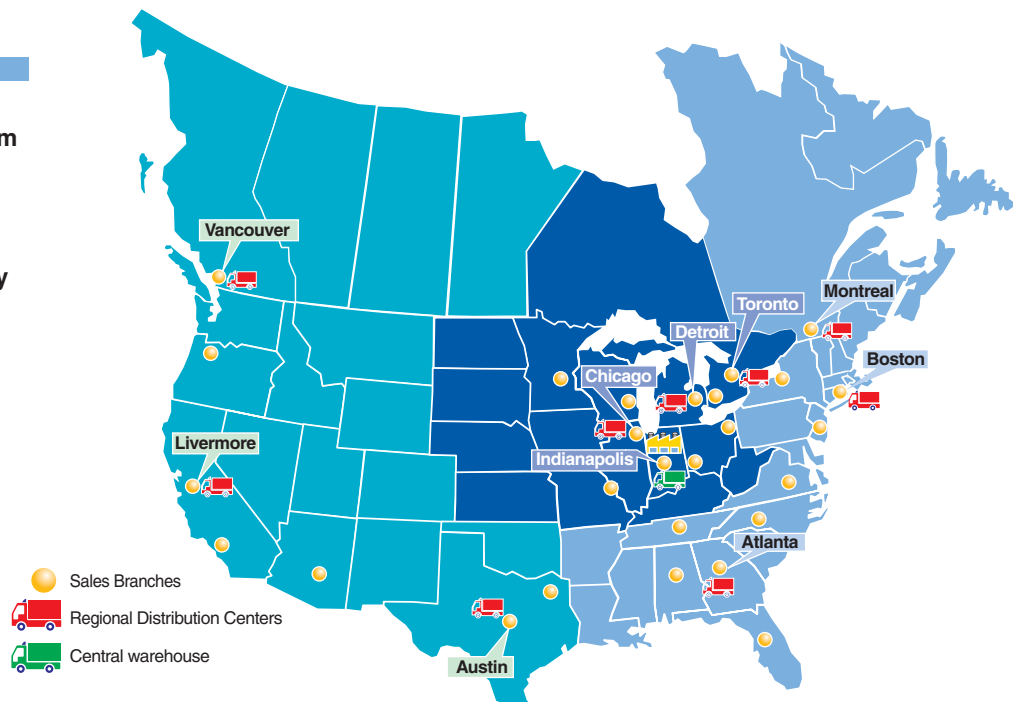 m
y
Vancouver
Montreal
Toronto
Detroit
Boston
Chicago
Livermore
Indianapolis
Atlanta
Austin
Sales Branches
Regional Distribution Centers
Central warehouse